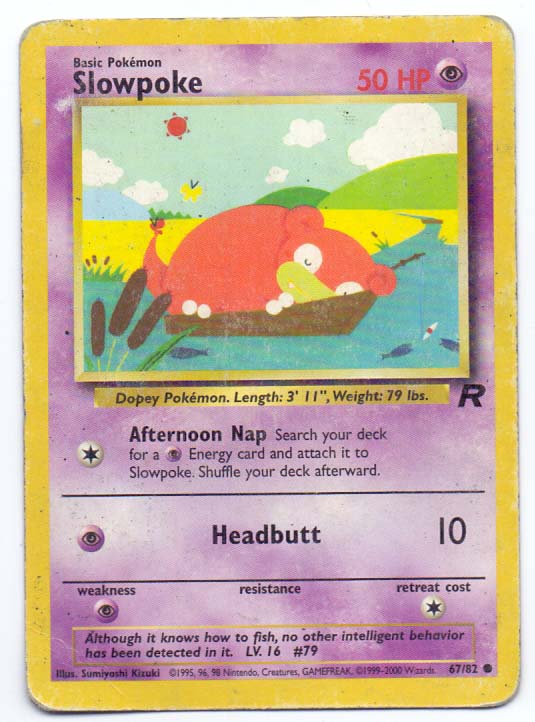 Basic Pokémon
Slowpoke
50 HP
Dopey Pokémon. Length: 3' 11", Weight: 79 lbs.
R
Afternoon Nap Search your deck
for a Energy card and attach it to
Slowpoke. Shuffle your deck afterward.
Headbutt 10
weakness resistance retreat cost
Although it knows how to fish, no other intelligent behavior
has been detected in it. LV. 16 #79
Illus. Sumiyoshi Kizuki ©1995, 96, 98 Nintendo, Creatures, GAMEFREAK. ©1999-2000 Wizards. 67/82